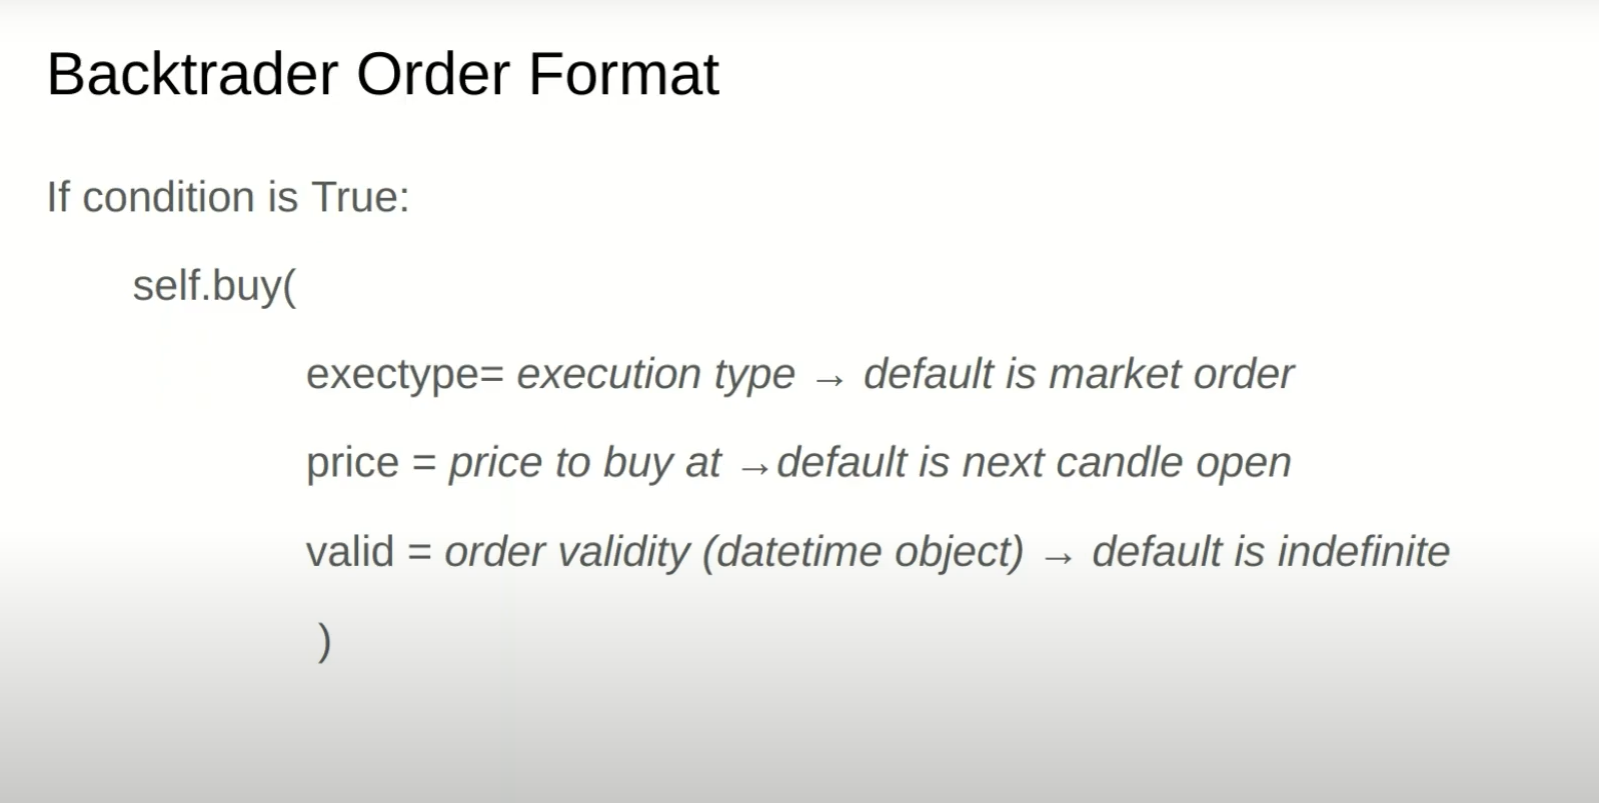 Backtrader Order Format
If condition is True:
self.buy(
exectype= execution type → default is market order
price = price to buy at →default is next candle open
valid = order validity (datetime object) → default is indefinite
)